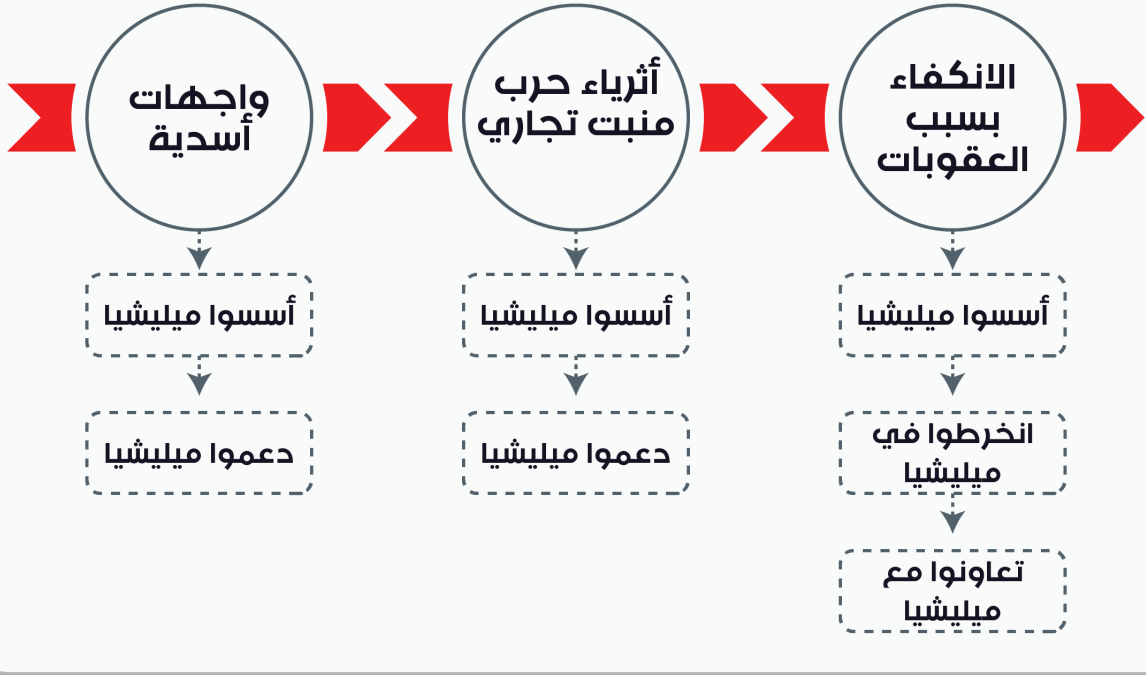 واجهات
أسدية
أسسوا ميليشيا
دعموا ميليشيا
أثرياء حرب
منبت تجاري
أسسوا ميليشيا
دعموا ميليشيا
الانكفاء
بسبب
العقوبات
أسسوا ميليشيا
انخرطوا في
ميليشيا
تعاونوا مع
ميليشيا